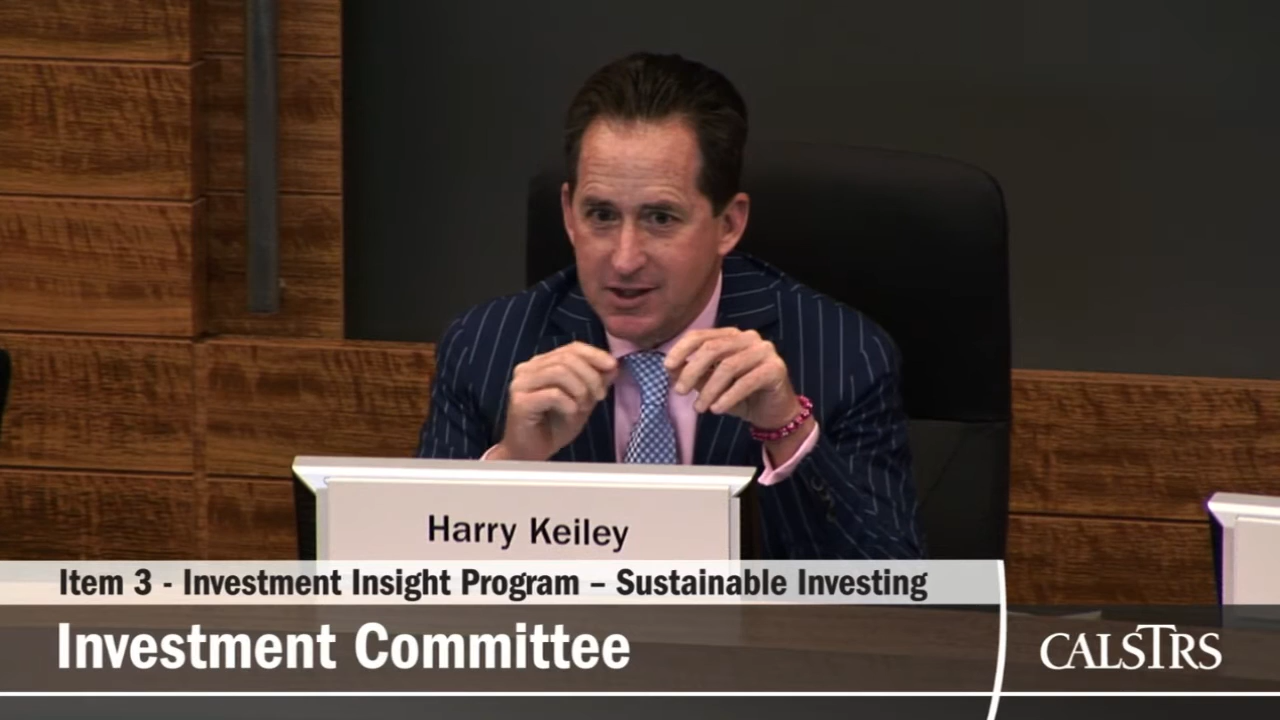 Harry Keiley
Item 3 - Investment Insight Program – Sustainable Investing
Investment Committee
CALSTRS